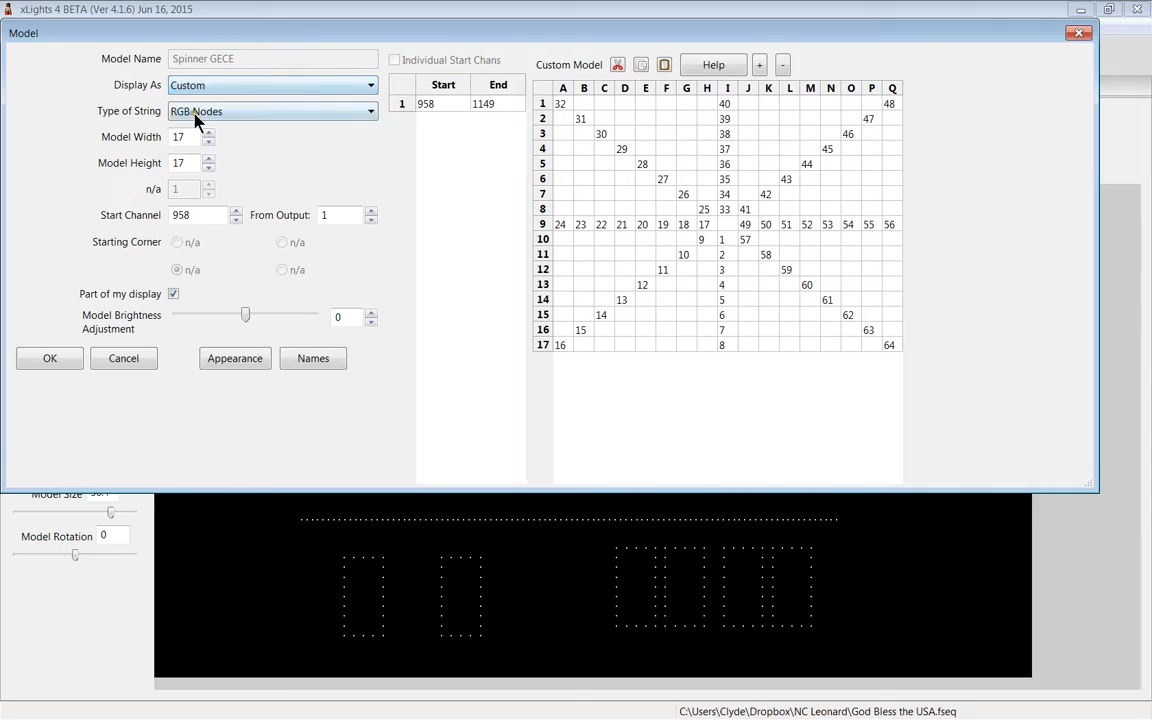 xLights 4 BETA (Ver 4.1.6) Jun 16, 2015
Model
Model Name Spinner GECE
Display As Custom
Type of String RGB Nodes
Model Width 17
Model Height 17
n/a 1
Start Channel 958 From Output: 1
Starting Corner n/a n/a
n/a n/a
Part of my display
Model Brightness Adjustment 0
OK Cancel Appearance Names
Individual Start Chans
Start End
1 958 1149
Custom Model Help + -
A B C D E F G H I J K L M N O P Q
1 32 40 48
2 31 39 47
3 30 38 46
4 29 37 45
5 28 36 44
6 27 35 43
7 26 34 42
8 25 33 41
9 24 23 22 21 20 19 18 17 49 50 51 52 53 54 55 56
10 9 1 57
11 10 2 58
12 11 3 59
13 12 4 60
14 13 5 61
15 14 6 62
16 15 7 63
17 16 8 64
Model Size
Model Rotation 0
C:\Users\Clyde\Dropbox\NC Leonard\God Bless the USA.fseq